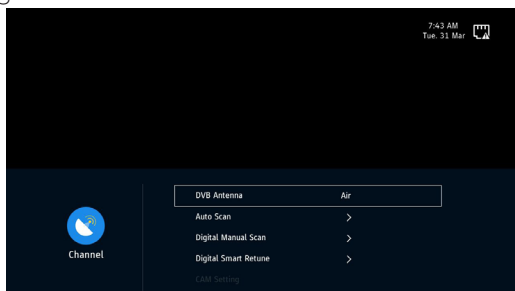 7:43 AM
Tue. 31 Mar
DVB Antenna Air
Auto Scan
Digital Manual Scan
Digital Smart Retune
CAM Setting
Channel